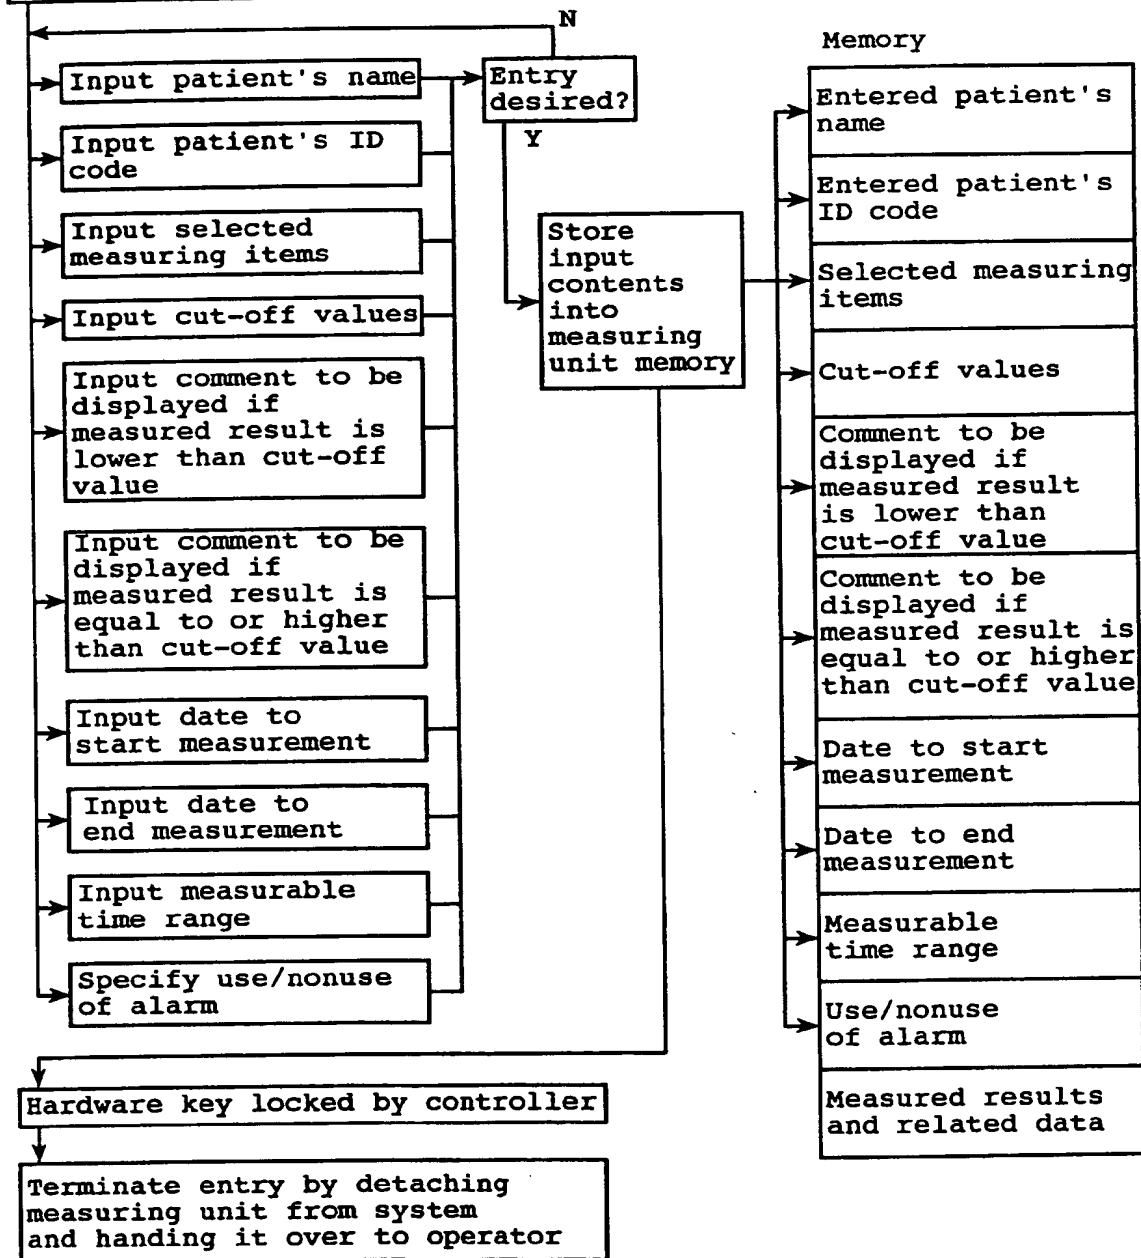 N
Input patient's name
Input patient's ID
code
Input selected
measuring items
Input cut-off values
Input comment to be
displayed if
measured result is
lower than cut-off
value
Input comment to be
displayed if
measured result is
equal to or higher
than cut-off value
Input date to
start measurement
Input date to
end measurement
Input measurable
time range
Specify use/nonuse
of alarm
Entry
desired?
Y
Store
input
contents
into
measuring
unit memory
Memory
Entered patient's
name
Entered patient's
ID code
Selected measuring
items
Cut-off values
Comment to be
displayed if
measured result
is lower than
cut-off value
Comment to be
displayed if
measured result is
equal to or higher
than cut-off value
Date to start
measurement
Date to end
measurement
Measurable
time range
Use/nonuse
of alarm
Measured results
and related data
Hardware key locked by controller
Terminate entry by detaching
measuring unit from system
and handing it over to operator